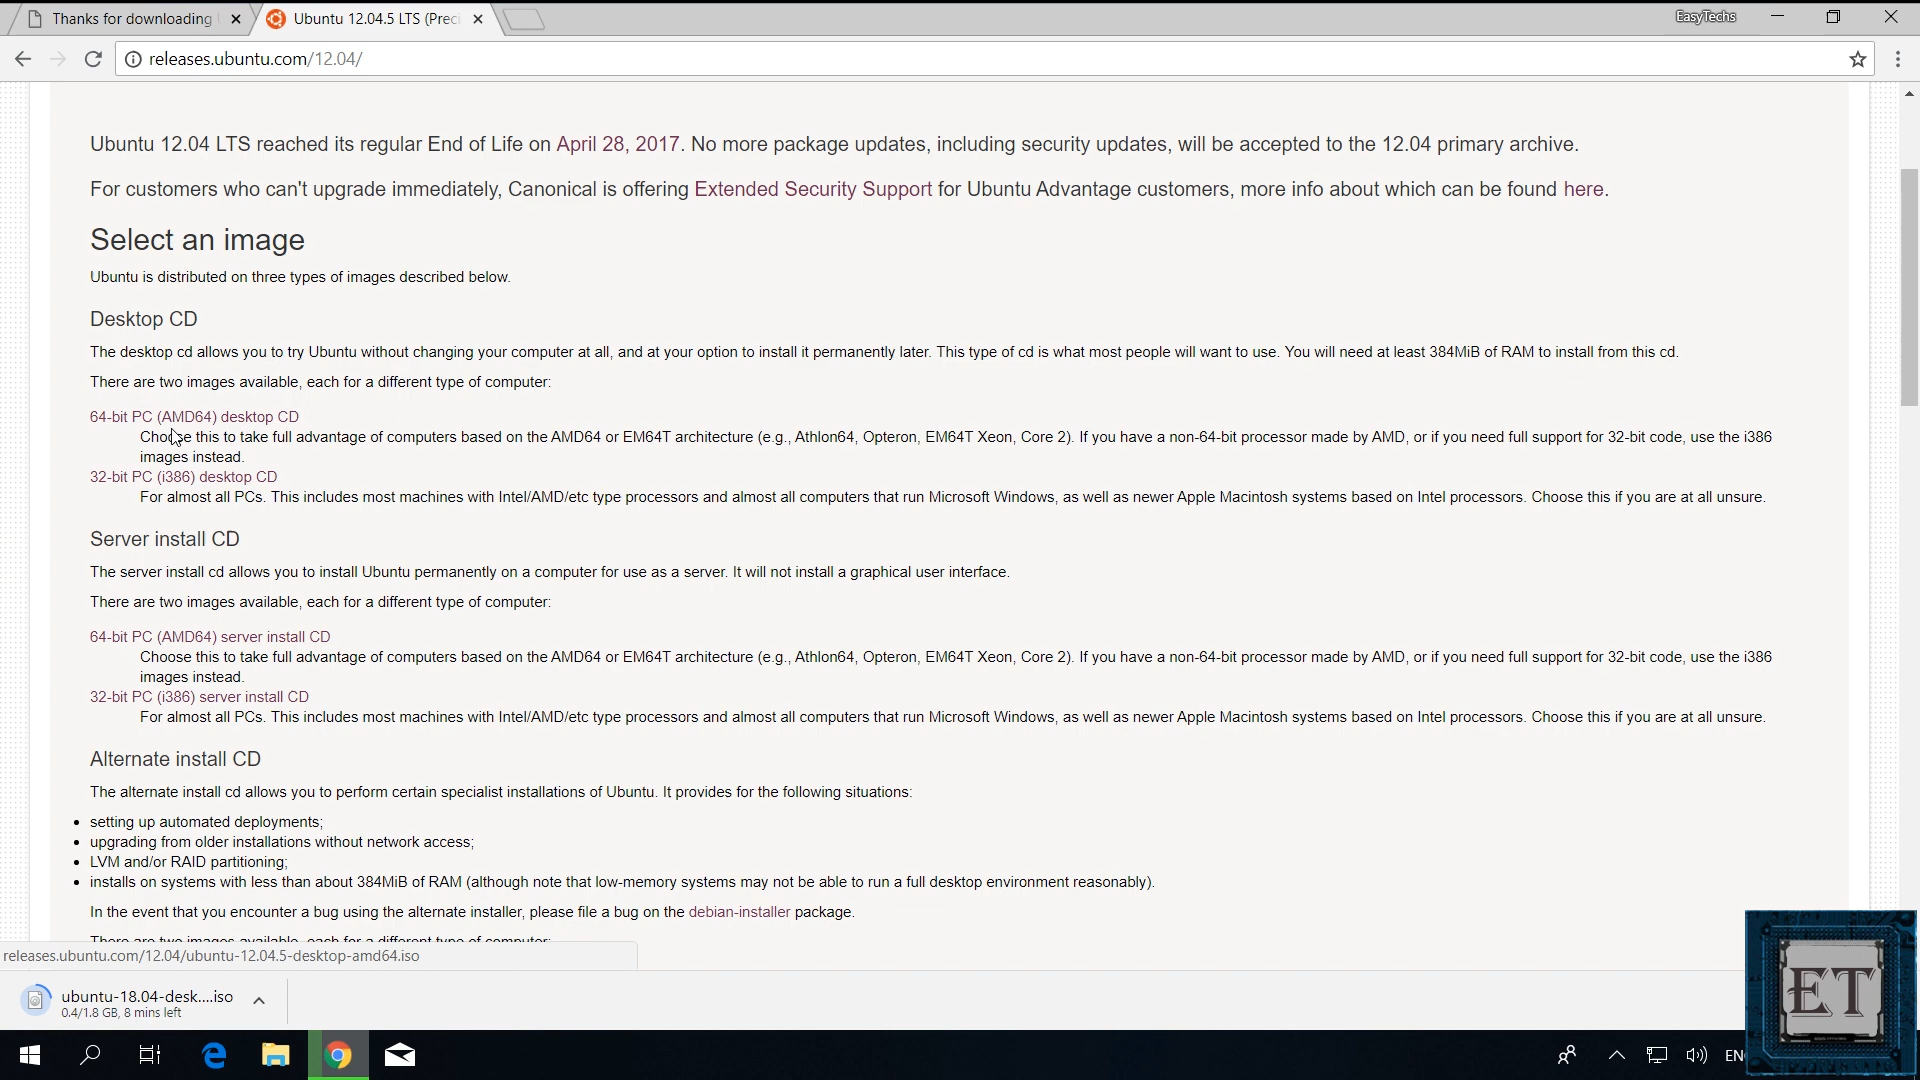 Thanks for downloading
Ubuntu 12.04.5 LTS (Preci
EasyTechs
releases.ubuntu.com/12.04/
Ubuntu 12.04 LTS reached its regular End of Life on April 28, 2017. No more package updates, including security updates, will be accepted to the 12.04 primary archive.
For customers who can't upgrade immediately, Canonical is offering Extended Security Support for Ubuntu Advantage customers, more info about which can be found here.
Select an image
Ubuntu is distributed on three types of images described below.
Desktop CD
The desktop cd allows you to try Ubuntu without changing your computer at all, and at your option to install it permanently later. This type of cd is what most people will want to use. You will need at least 384MiB of RAM to install from this cd.
There are two images available, each for a different type of computer:
64-bit PC (AMD64) desktop CD
Choose this to take full advantage of computers based on the AMD64 or EM64T architecture (e.g., Athlon64, Opteron, EM64T Xeon, Core 2). If you have a non-64-bit processor made by AMD, or if you need full support for 32-bit code, use the i386
images instead.
32-bit PC (i386) desktop CD
For almost all PCs. This includes most machines with Intel/AMD/etc type processors and almost all computers that run Microsoft Windows, as well as newer Apple Macintosh systems based on Intel processors. Choose this if you are at all unsure.
Server install CD
The server install cd allows you to install Ubuntu permanently on a computer for use as a server. It will not install a graphical user interface.
There are two images available, each for a different type of computer:
64-bit PC (AMD64) server install CD
Choose this to take full advantage of computers based on the AMD64 or EM64T architecture (e.g., Athlon64, Opteron, EM64T Xeon, Core 2). If you have a non-64-bit processor made by AMD, or if you need full support for 32-bit code, use the i386
images instead.
32-bit PC (i386) server install CD
For almost all PCs. This includes most machines with Intel/AMD/etc type processors and almost all computers that run Microsoft Windows, as well as newer Apple Macintosh systems based on Intel processors. Choose this if you are at all unsure.
Alternate install CD
The alternate install cd allows you to perform certain specialist installations of Ubuntu. It provides for the following situations:
setting up automated deployments;
upgrading from older installations without network access;
LVM and/or RAID partitioning;
installs on systems with less than about 384MiB of RAM (although note that low-memory systems may not be able to run a full desktop environment reasonably).
In the event that you encounter a bug using the alternate installer, please file a bug on the debian-installer package.
There are two images available, each for a different type of computer:
releases.ubuntu.com/12.04/ubuntu-12.04.5-desktop-amd64.iso
ubuntu-18.04-desk....iso
0.4/1.8 GB, 8 mins left
EN
ET